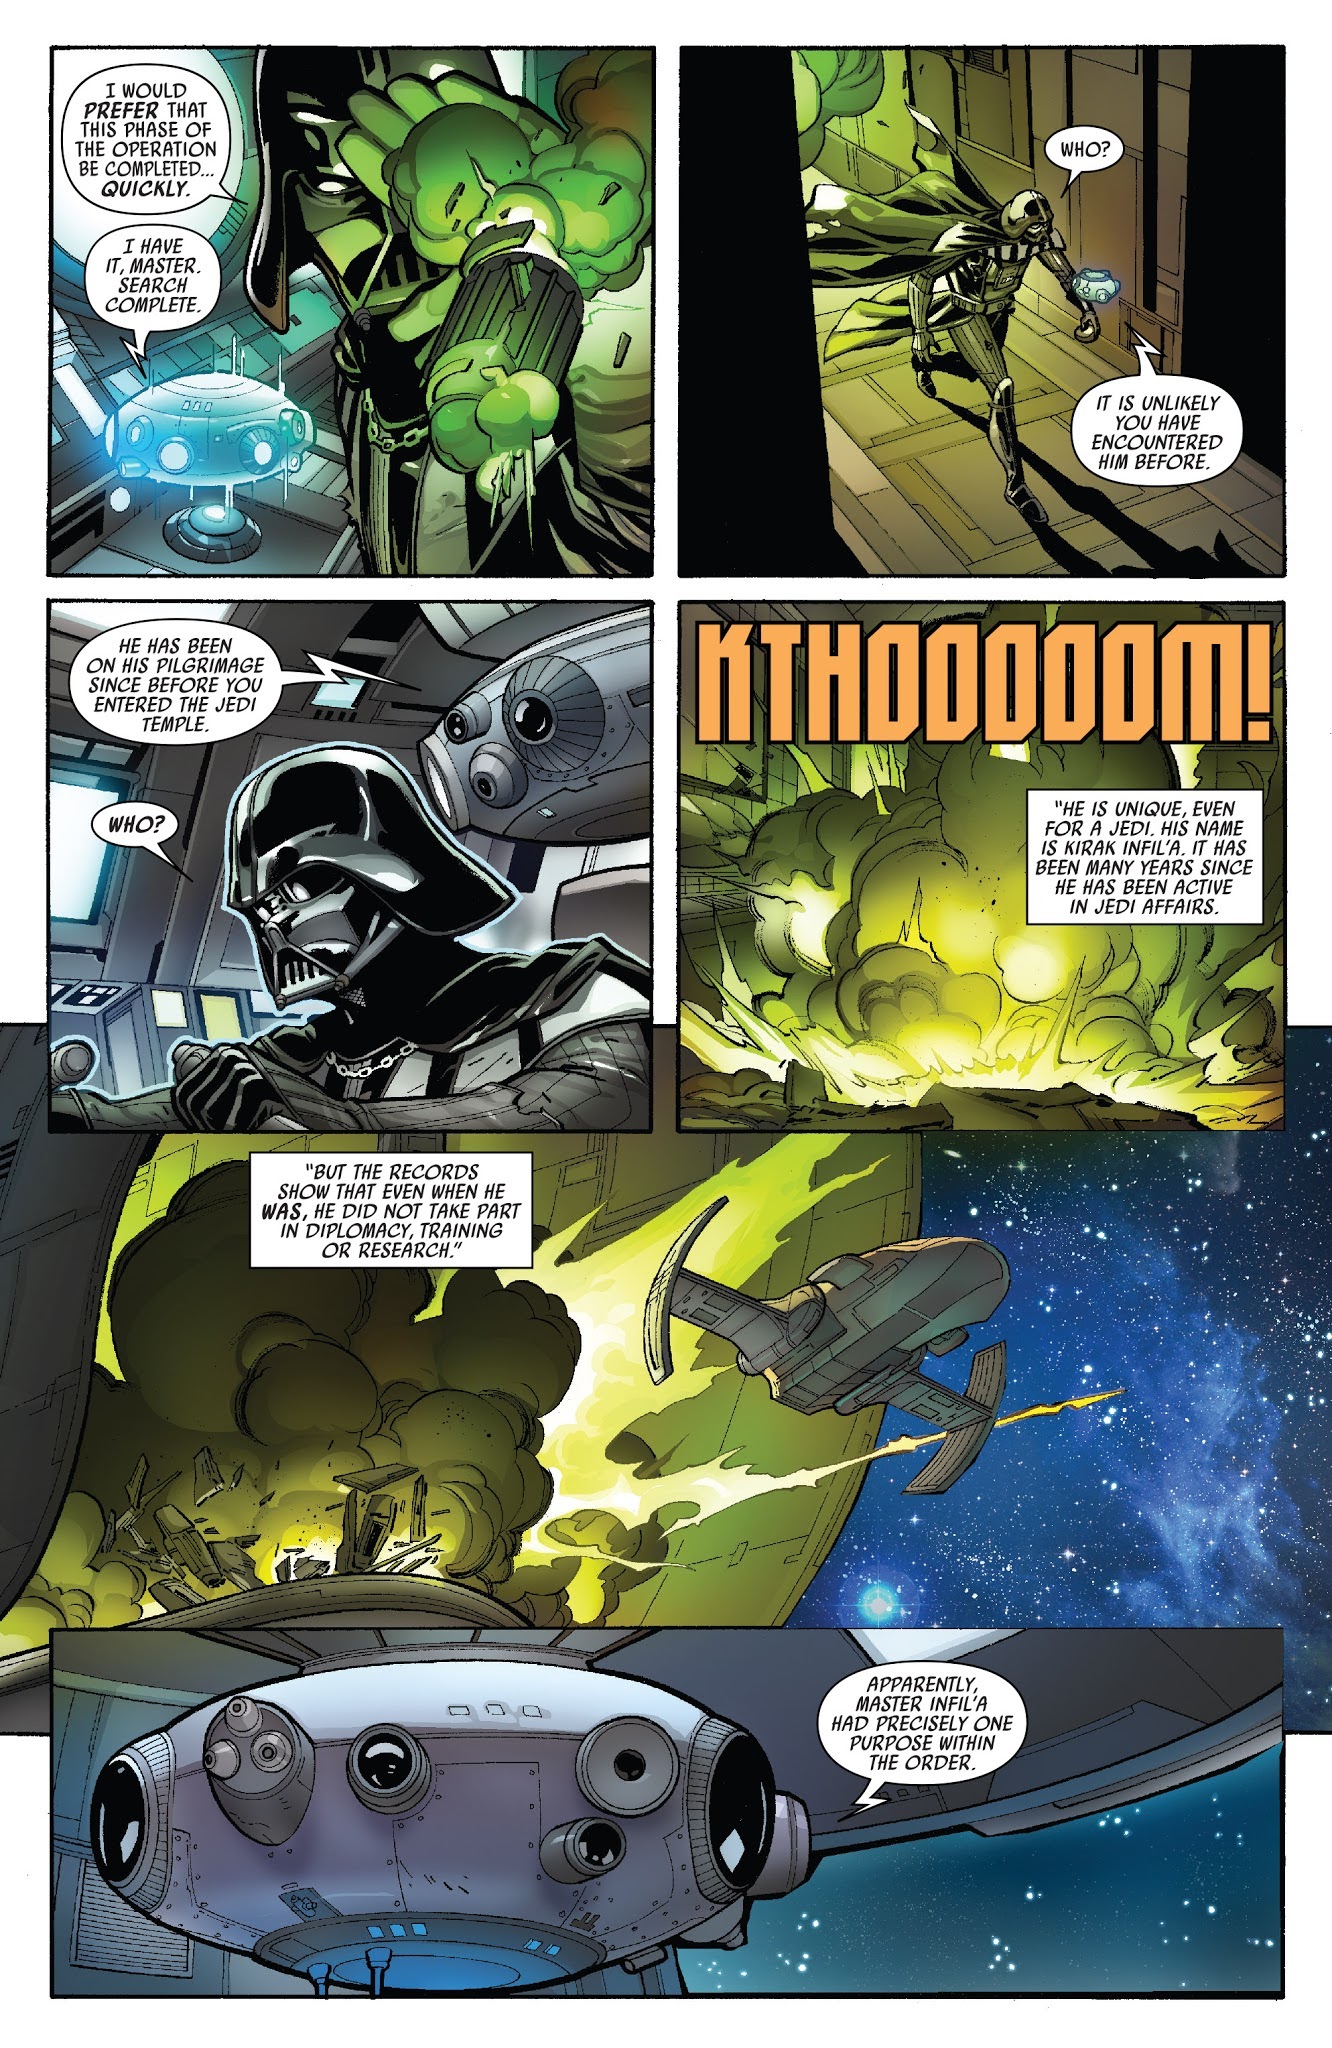 I WOULD
PREFER THAT
THIS PHASE OF
THE OPERATION
BE COMPLETED...
QUICKLY.
I HAVE
IT, MASTER.
SEARCH
COMPLETE.
WHO?
IT IS UNLIKELY
YOU HAVE
ENCOUNTERED
HIM BEFORE.
HE HAS BEEN
ON HIS PILGRIMAGE
SINCE BEFORE YOU
ENTERED THE JEDI
TEMPLE.
WHO?
KTHOOOOOM!
"HE IS UNIQUE, EVEN
FOR A JEDI. HIS NAME
IS KIRAK INFIL'A. IT HAS
BEEN MANY YEARS SINCE
HE HAS BEEN ACTIVE
IN JEDI AFFAIRS.
"BUT THE RECORDS
SHOW THAT EVEN WHEN HE
WAS, HE DID NOT TAKE PART
IN DIPLOMACY, TRAINING
OR RESEARCH."
APPARENTLY,
MASTER INFIL'A
HAD PRECISELY ONE
PURPOSE WITHIN
THE ORDER.